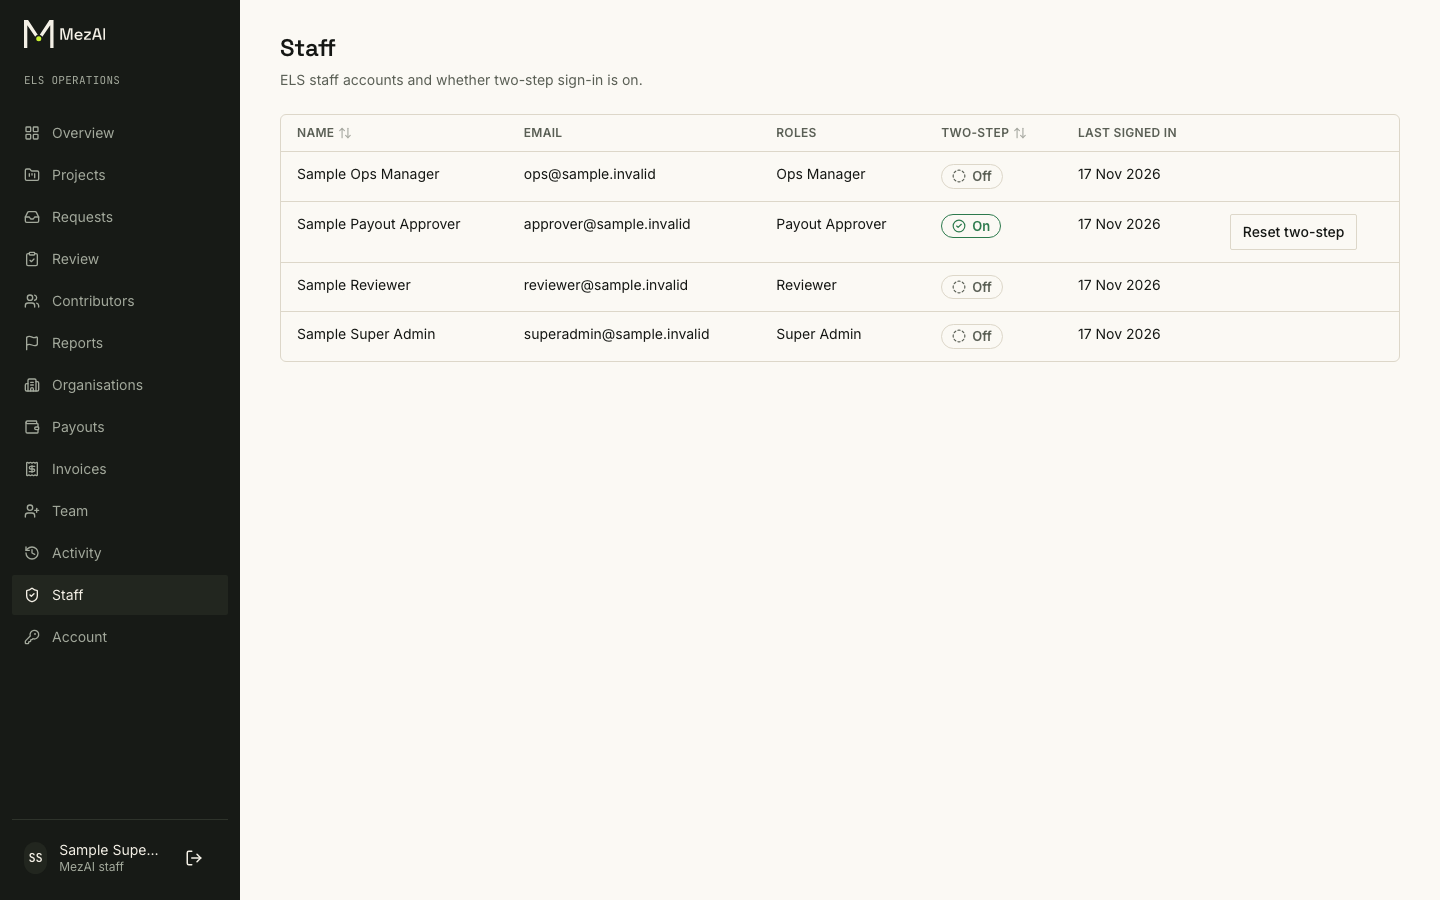 MezAI
ELS OPERATIONS
Overview
Projects
Requests
Review
Contributors
Reports
Organisations
Payouts
Invoices
Team
Activity
Staff
Account
SS
Sample Supe...
MezAI staff
Staff
ELS staff accounts and whether two-step sign-in is on.
NAME EMAIL ROLES TWO-STEP LAST SIGNED IN
Sample Ops Manager ops@sample.invalid Ops Manager Off 17 Nov 2026
Sample Payout Approver approver@sample.invalid Payout Approver On 17 Nov 2026 Reset two-step
Sample Reviewer reviewer@sample.invalid Reviewer Off 17 Nov 2026
Sample Super Admin superadmin@sample.invalid Super Admin Off 17 Nov 2026